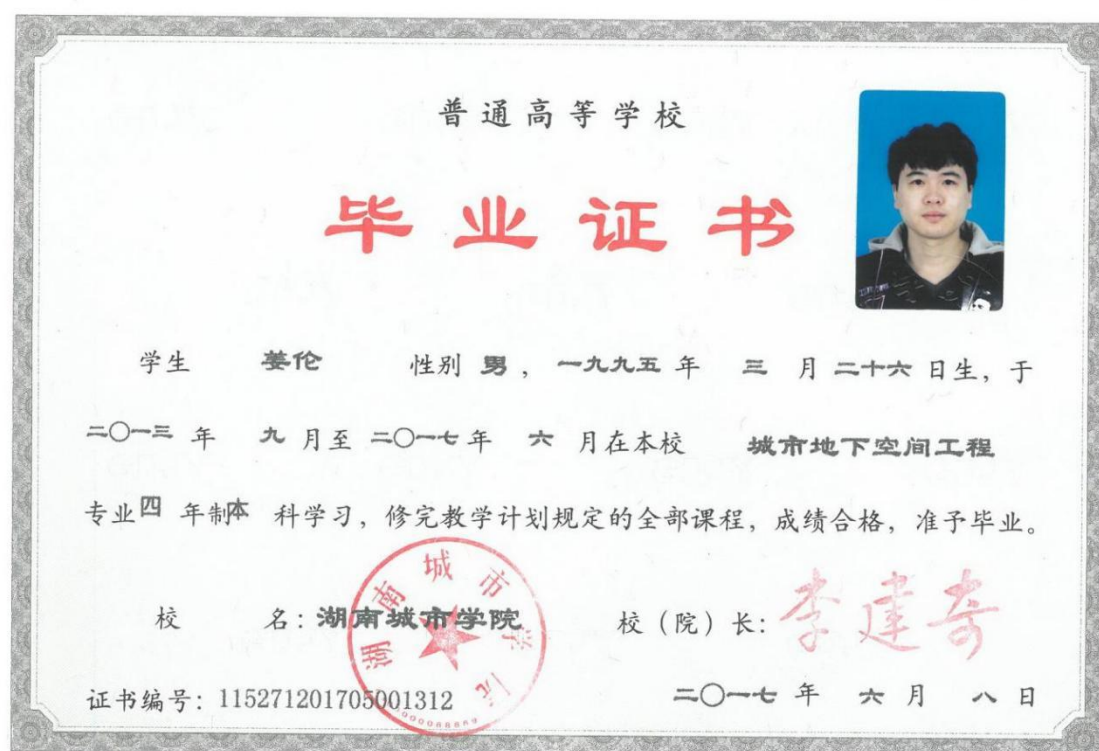 普通高等学校
毕业证书
学生 姜伦 性别 男，一九九五 年 三 月 二十六 日生，于
二〇一三 年 九 月至 二〇一七 年 六 月在本校 城市地下空间工程
专业 四 年制 本 科学习，修完教学计划规定的全部课程，成绩合格，准予毕业。
校 名：湖南城市学院 校（院）长：李建奇
湖南城市学院
证书编号：115271201705001312 二〇一七 年 六 月 八 日